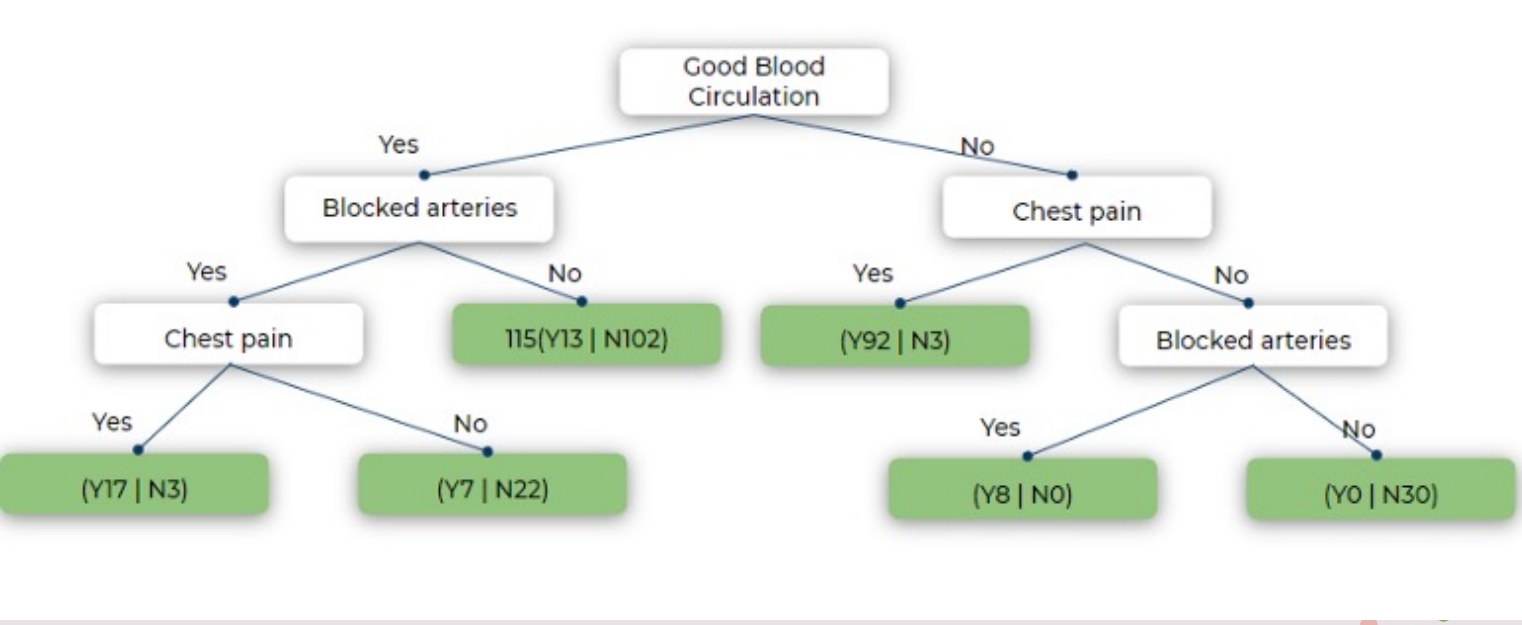 Good Blood
Circulation
Yes
No
Blocked arteries
Chest pain
Yes
No
Yes
No
Chest pain
115(Y13 | N102)
(Y92 | N3)
Blocked arteries
Yes
No
Yes
No
(Y17 | N3)
(Y7 | N22)
(Y8 | N0)
(Y0 | N30)